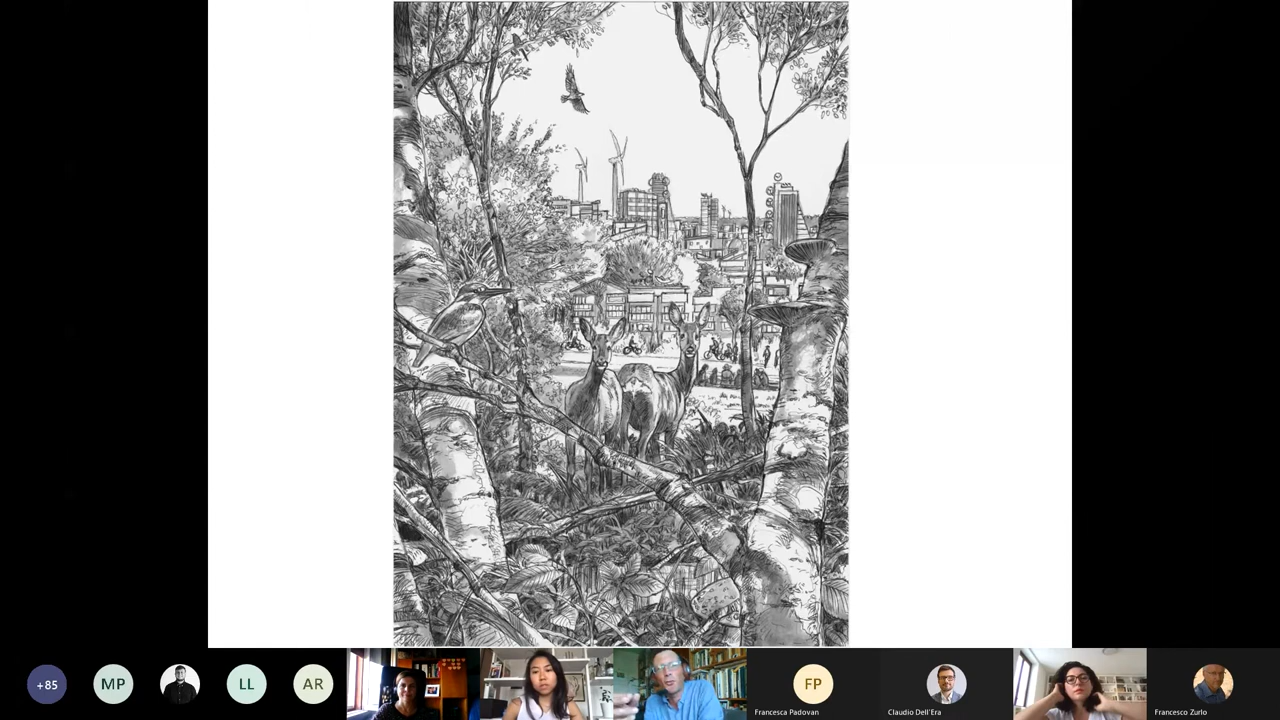 +85
MP
LL
AR
FP
Francesca Padovan
Claudio Dell'Era
Francesco Zurlo